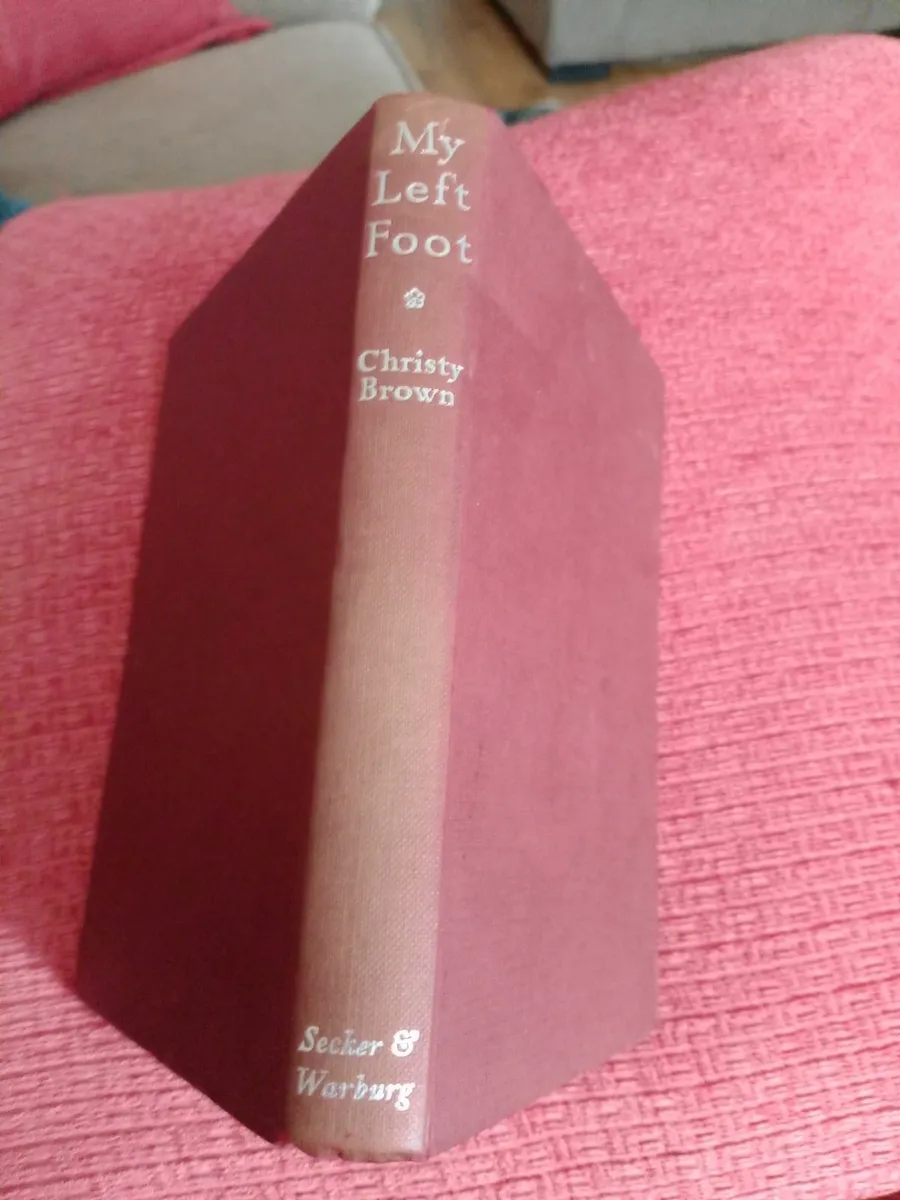 My
Left
Foot
Christy
Brown
Secker &
Warburg